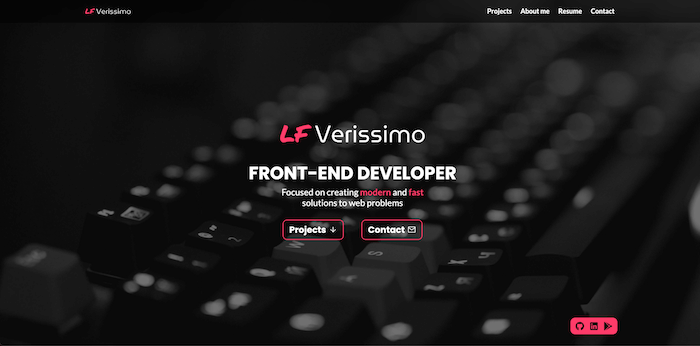 LF Verissimo
Projects About me Resume Contact
LF Verissimo
FRONT-END DEVELOPER
Focused on creating modern and fast
solutions to web problems
Projects
Contact